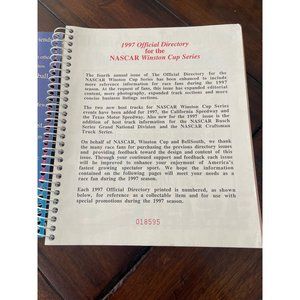 1997 Official Directory
for the
NASCAR Winston Cup Series
The fourth annual issue of The Official Directory for the
NASCAR Winston Cup Series has been enhanced to include
more reference information for race fans during the 1997
season. At the request of fans, this issue has expanded editorial
content, more photography, expanded track sections and more
concise business listings sections.
The two new host tracks for NASCAR Winston Cup Series
events have been added for 1997, the California Speedway and
the Texas Motor Speedway. Also new for the 1997 issue is the
addition of host track information for the NASCAR Busch
Series Grand National Division and the NASCAR Craftsman
Truck Series.
On behalf of NASCAR, Winston Cup and BellSouth, we thank
the many race fans for purchasing the previous directory issues
and providing feedback toward the design and content of this
issue. Through your continued support and feedback, each issue
will be improved to enhance your enjoyment of America's
fastest growing spectator sport. We hope the information
contained on the following pages will meet your needs as a
race fan during the 1997 season.
Each 1997 Official Directory printed is numbered, as shown
below, for reference as a collectable item and for use with
special promotions during the 1997 season.
018595